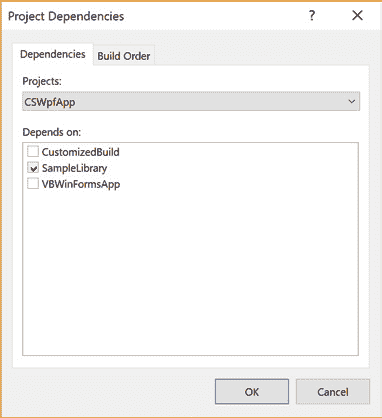 Project Dependencies ? ×
Dependencies Build Order
Projects:
CSWpfApp
Depends on:
CustomizedBuild
SampleLibrary
VBWinFormsApp
OK Cancel